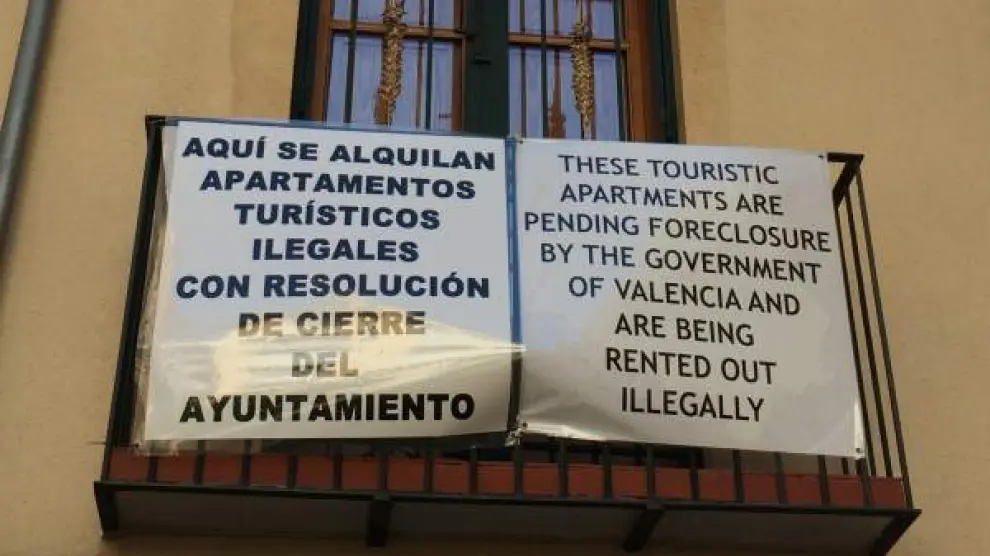 AQUÍ SE ALQUILAN
APARTAMENTOS
TURÍSTICOS
ILEGALES
CON RESOLUCIÓN
DE CIERRE
DEL
AYUNTAMIENTO
THESE TOURISTIC
APARTMENTS ARE
PENDING FORECLOSURE
BY THE GOVERNMENT
OF VALENCIA AND
ARE BEING
RENTED OUT
ILLEGALLY